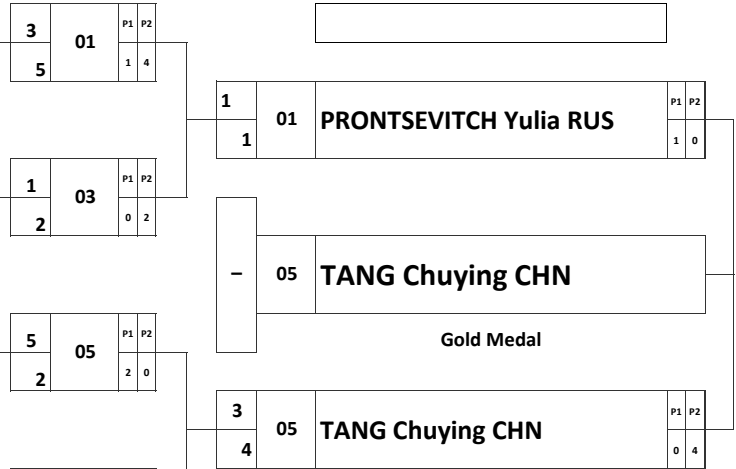 3 01 P1 P2
5 1 4
1 01 PRONTSEVITCH Yulia RUS P1 P2
1 1 0
1 03 P1 P2
2 0 2
– 05 TANG Chuying CHN
Gold Medal
5 05 P1 P2
2 2 0
3 05 TANG Chuying CHN P1 P2
4 0 4